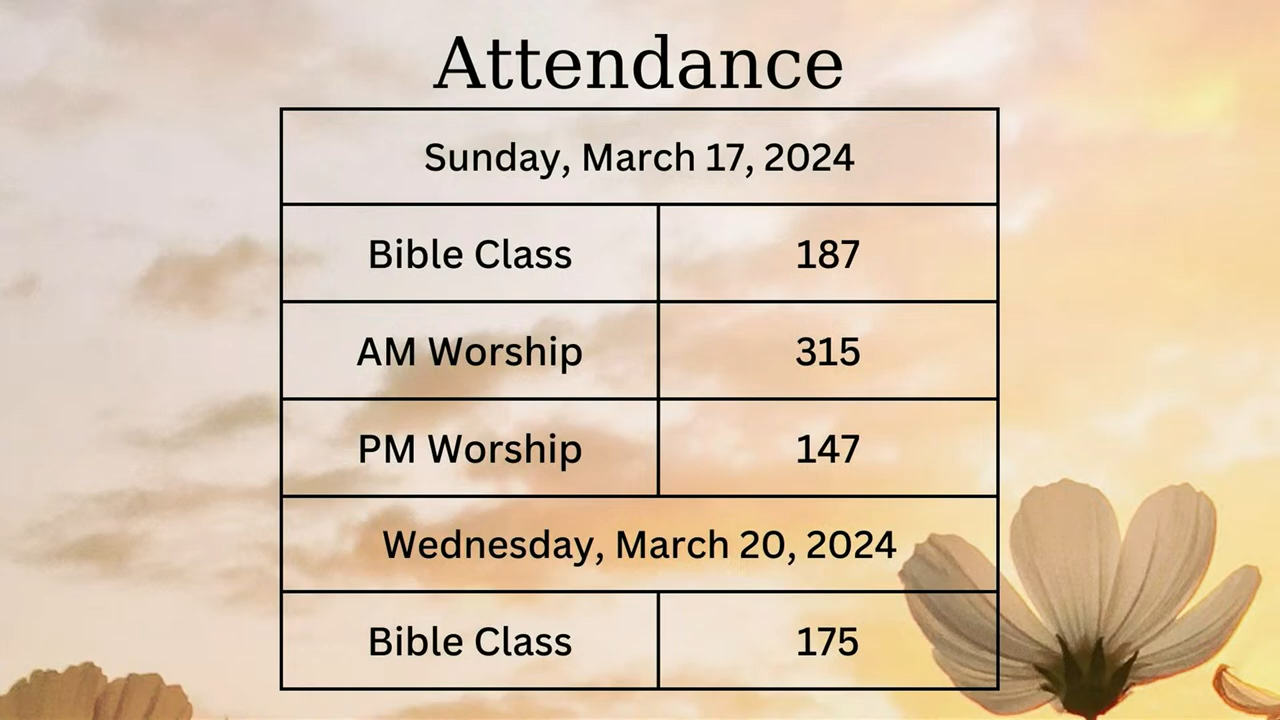 Attendance
Sunday, March 17, 2024
Bible Class 187
AM Worship 315
PM Worship 147
Wednesday, March 20, 2024
Bible Class 175